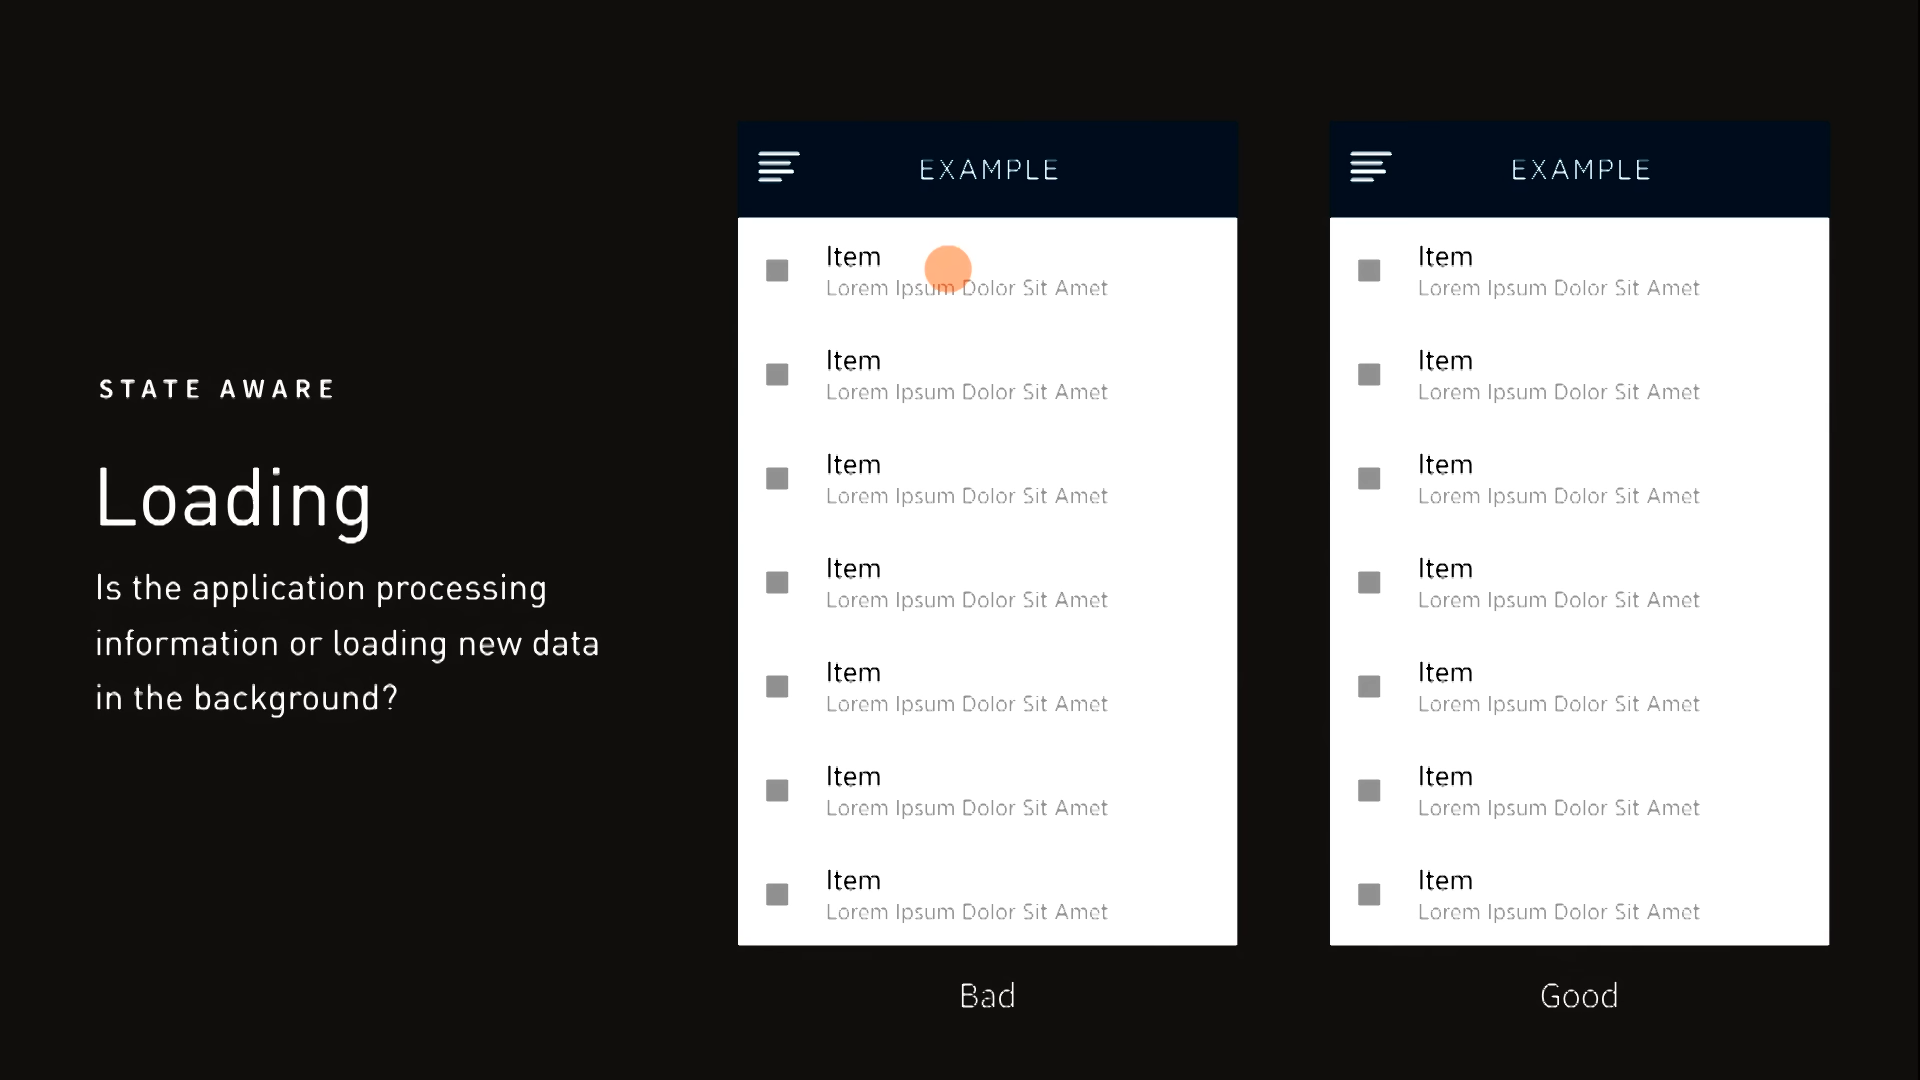 STATE AWARE
Loading
Is the application processing
information or loading new data
in the background?
EXAMPLE
Item
Lorem Ipsum Dolor Sit Amet
Item
Lorem Ipsum Dolor Sit Amet
Item
Lorem Ipsum Dolor Sit Amet
Item
Lorem Ipsum Dolor Sit Amet
Item
Lorem Ipsum Dolor Sit Amet
Item
Lorem Ipsum Dolor Sit Amet
Item
Lorem Ipsum Dolor Sit Amet
Bad
EXAMPLE
Item
Lorem Ipsum Dolor Sit Amet
Item
Lorem Ipsum Dolor Sit Amet
Item
Lorem Ipsum Dolor Sit Amet
Item
Lorem Ipsum Dolor Sit Amet
Item
Lorem Ipsum Dolor Sit Amet
Item
Lorem Ipsum Dolor Sit Amet
Item
Lorem Ipsum Dolor Sit Amet
Good